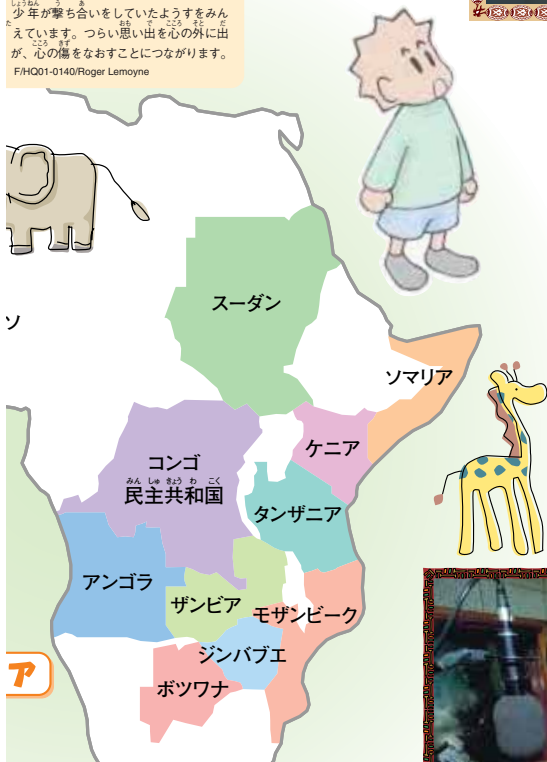 少年が撃ち合いをしていたようすをみん
えています。つらい思い出を心の外に出
が、心の傷をなおすことにつながります。
F/HQ01-0140/Roger Lemoyne
スーダン
ソ
ソマリア
ケニア
コンゴ
民主共和国
タンザニア
アンゴラ
ザンビア
モザンビーク
ジンバブエ
ボツワナ
ア